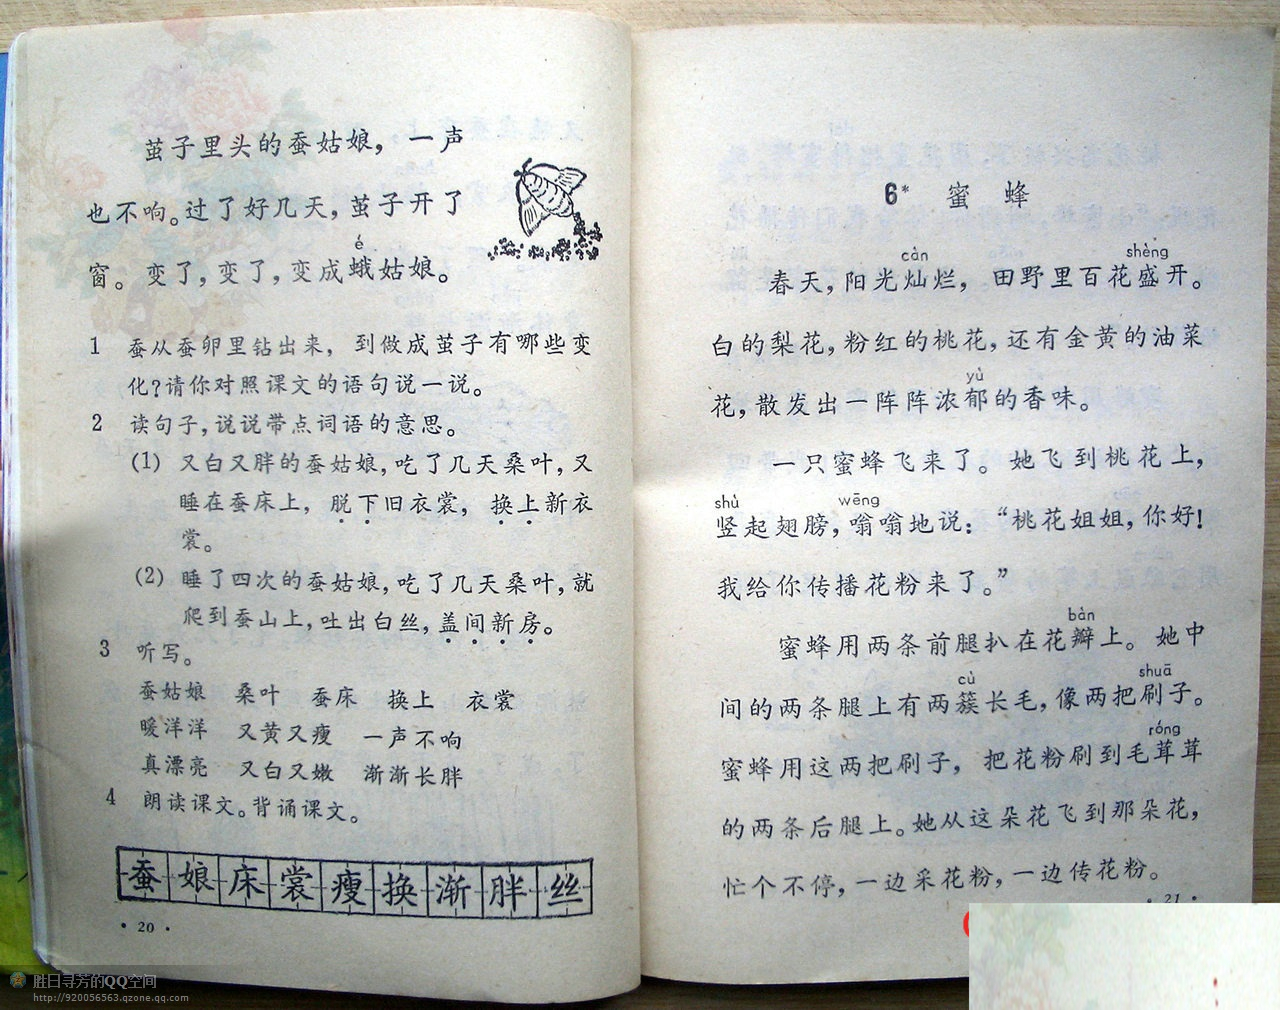 茧子里头的蚕姑娘，一声
也不响。过了好几天，茧子开了
é
窗。变了，变了，变成蛾姑娘。
1 蚕从蚕卵里钻出来，到做成茧子有哪些变
化？请你对照课文的语句说一说。
2 读句子，说说带点词语的意思。
(1) 又白又胖的蚕姑娘，吃了几天桑叶，又
睡在蚕床上，脱下旧衣裳，换上新衣
裳。
(2) 睡了四次的蚕姑娘，吃了几天桑叶，就
爬到蚕山上，吐出白丝，盖间新房。
3 听写。
蚕姑娘 桑叶 蚕床 换上 衣裳
暖洋洋 又黄又瘦 一声不响
真漂亮 又白又嫩 渐渐长胖
4 朗读课文。背诵课文。
蚕娘床裳瘦换渐胖丝
· 20 ·
6* 蜜蜂
càn shèng
春天，阳光灿烂，田野里百花盛开。
白的梨花，粉红的桃花，还有金黄的油菜
yù
花，散发出一阵阵浓郁的香味。
一只蜜蜂飞来了。她飞到桃花上，
shù wēng
竖起翅膀，嗡嗡地说：“桃花姐姐，你好！
我给你传播花粉来了。”
bàn
蜜蜂用两条前腿扒在花瓣上。她中
cù shuā
间的两条腿上有两簇长毛，像两把刷子。
róng
蜜蜂用这两把刷子，把花粉刷到毛茸茸
的两条后腿上。她从这朵花飞到那朵花，
忙个不停，一边采花粉，一边传花粉。
· 21 ·
胜日寻芳的QQ空间
http://920056563.qzone.qq.com